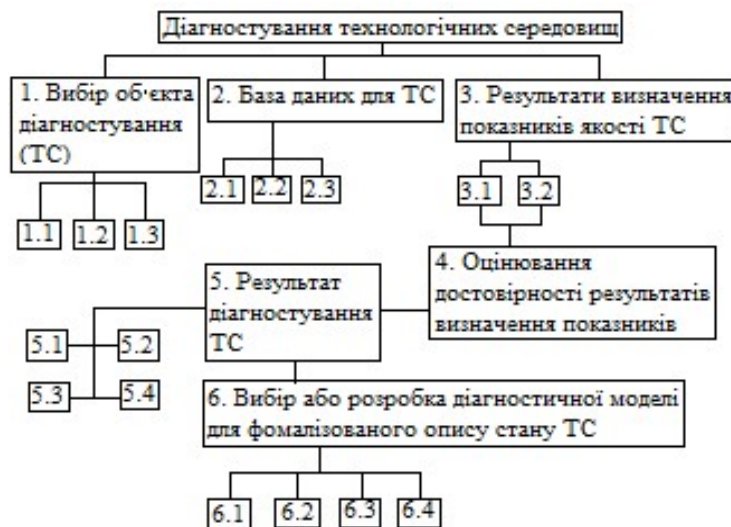 Діагностування технологічних середовищ
1. Вибір об'єкта
діагностування
(ТС)
2. База даних для ТС
3. Результати визначення
показників якості ТС
1.1 1.2 1.3
2.1 2.2 2.3
3.1 3.2
4. Оцінювання
достовірності результатів
визначення показників
5. Результат
діагностування
ТС
5.1 5.2
5.3 5.4
6. Вибір або розробка діагностичної моделі
для фомалізованого опису стану ТС
6.1 6.2 6.3 6.4